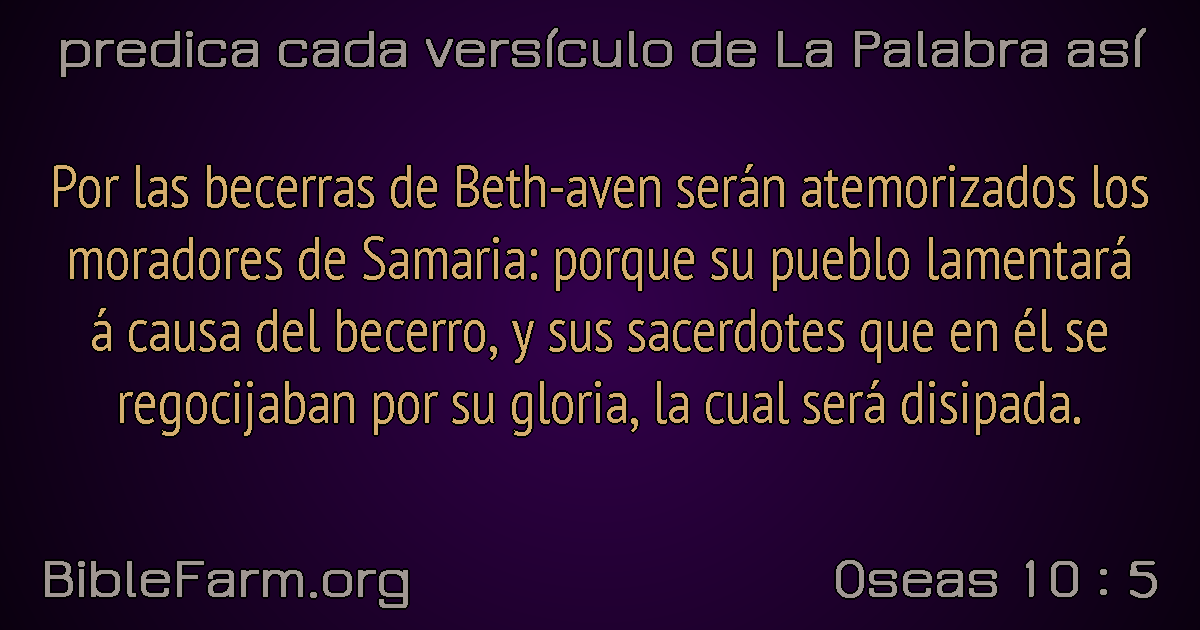 predica cada versículo de La Palabra así
Por las becerras de Beth-aven serán atemorizados los
moradores de Samaria: porque su pueblo lamentará
á causa del becerro, y sus sacerdotes que en él se
regocijaban por su gloria, la cual será disipada.
BibleFarm.org
Oseas 10 : 5